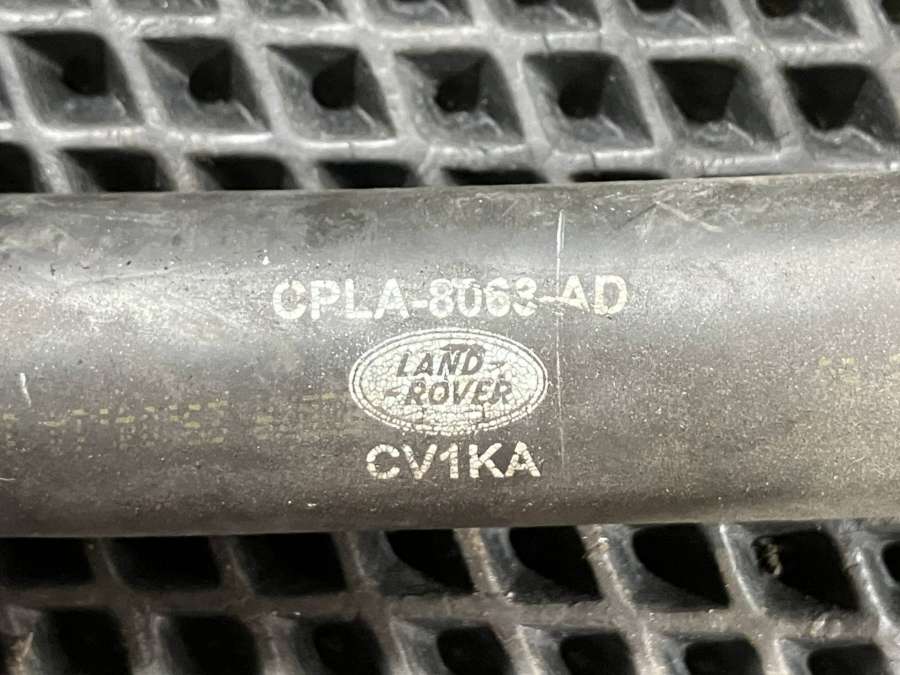 CPLA-8063-AD
LAND-
-ROVER
CV1KA